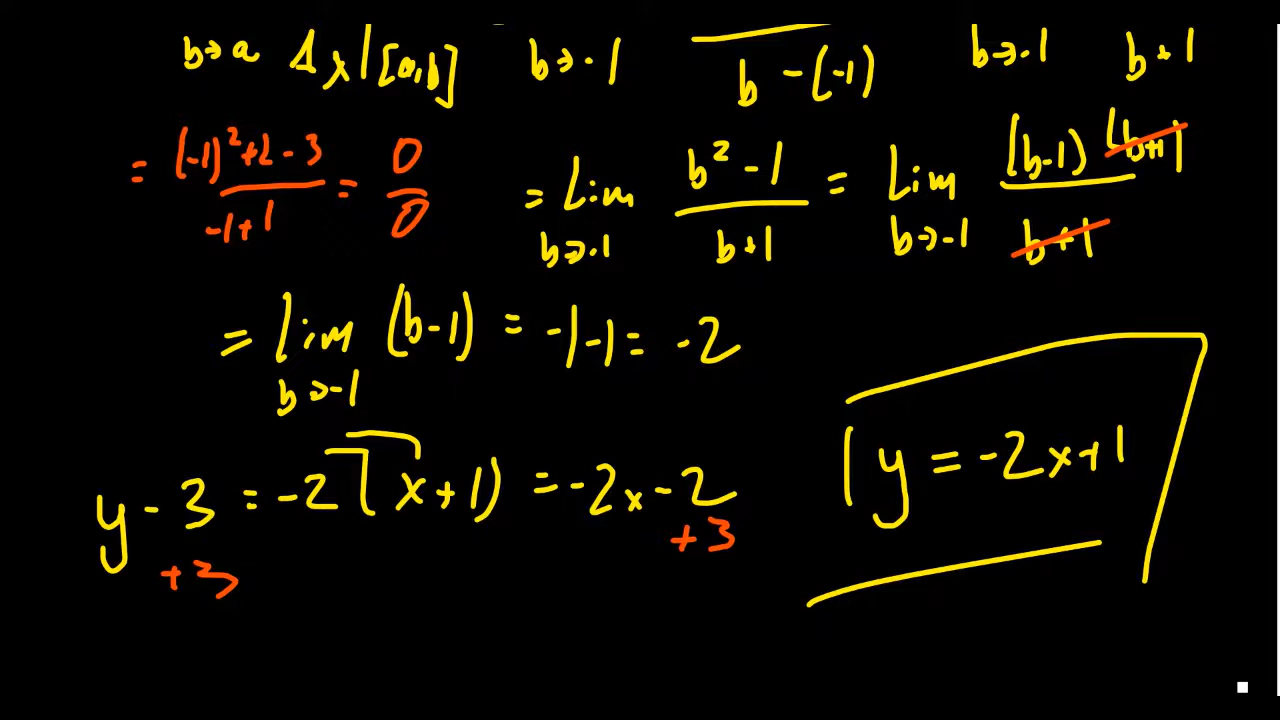 b→a Δx|[a,b] b→-1 b-(-1) b→-1 b+1
= (-1)²+2-3 / -1+1 = 0/0 = lim b→-1 b²-1 / b+1 = lim b→-1 (b-1)(b+1) / b+1
= lim b→-1 (b-1) = -1-1= -2
y-3 = -2(x+1) = -2x-2
+3 +3
y = -2x+1